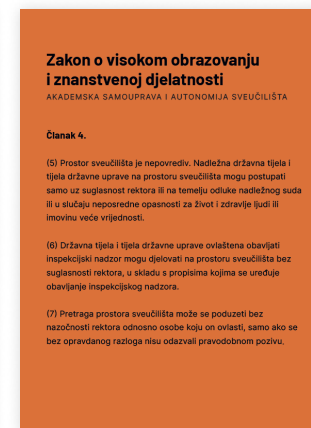 Zakon o visokom obrazovanju
i znanstvenoj djelatnosti
AKADEMSKA SAMOUPRAVA I AUTONOMIJA SVEUČILIŠTA
Članak 4.
(5) Prostor sveučilišta je nepovrediv. Nadležna državna tijela i
tijela državne uprave na prostoru sveučilišta mogu postupati
samo uz suglasnost rektora ili na temelju odluke nadležnog suda
ili u slučaju neposredne opasnosti za život i zdravlje ljudi ili
imovinu veće vrijednosti.
(6) Državna tijela i tijela državne uprave ovlaštena obavljati
inspekcijski nadzor mogu djelovati na prostoru sveučilišta bez
suglasnosti rektora, u skladu s propisima kojima se uređuje
obavljanje inspekcijskog nadzora.
(7) Pretraga prostora sveučilišta može se poduzeti bez
nazočnosti rektora odnosno osobe koju on ovlasti, samo ako se
bez opravdanog razloga nisu odazvali pravodobnom pozivu.